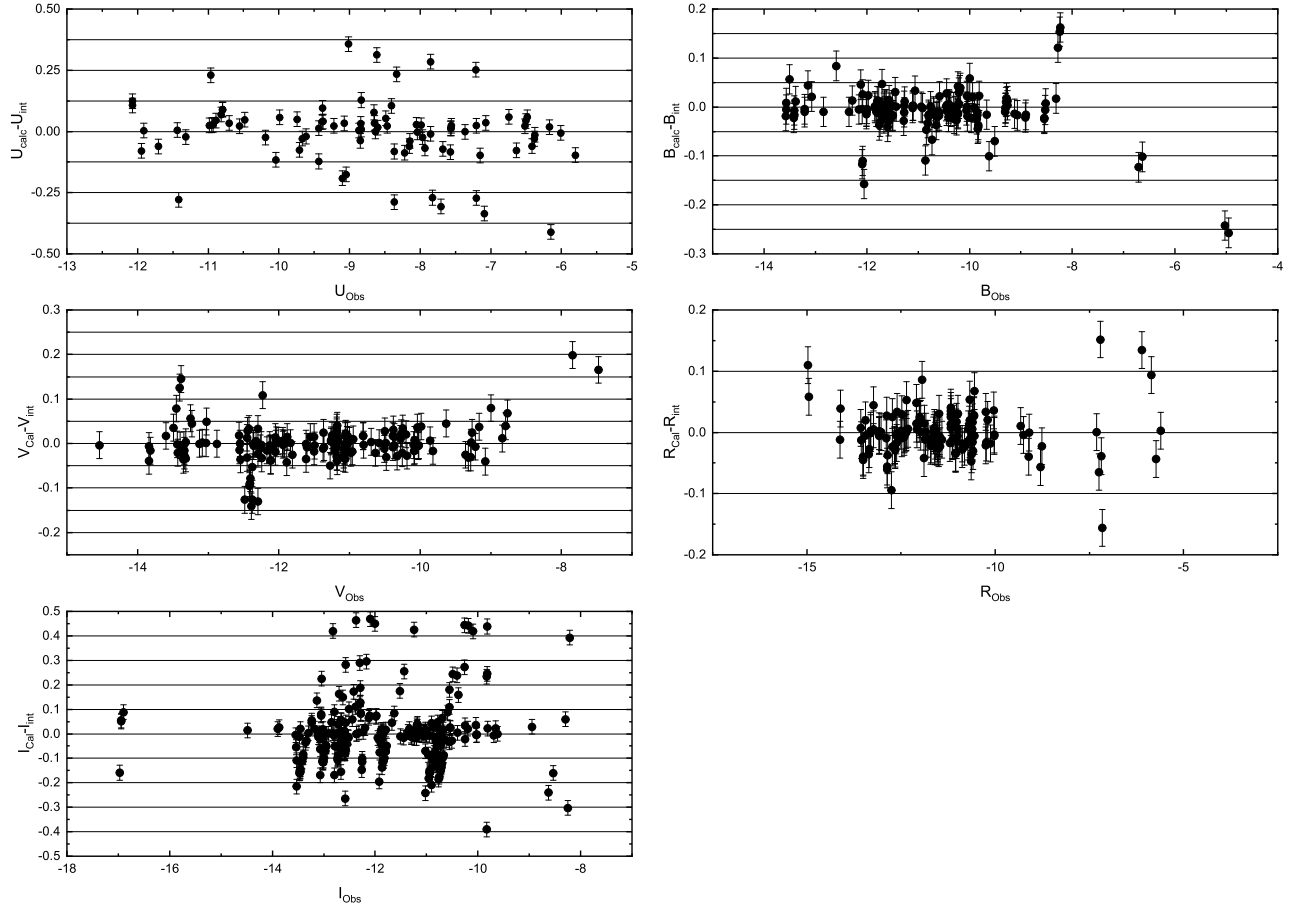 0.50
0.25
0.00
-0.25
-0.50
U_calc-U_int
-13 -12 -11 -10 -9 -8 -7 -6 -5
U_Obs
0.2
0.1
0.0
-0.1
-0.2
-0.3
B_calc-B_int
-14 -12 -10 -8 -6 -4
B_Obs
0.3
0.2
0.1
0.0
-0.1
-0.2
V_Cal-V_int
-14 -12 -10 -8
V_Obs
0.2
0.1
0.0
-0.1
-0.2
R_Cal-R_int
-15 -10 -5
R_Obs
0.5
0.4
0.3
0.2
0.1
0.0
-0.1
-0.2
-0.3
-0.4
-0.5
I_Cal-I_int
-18 -16 -14 -12 -10 -8
I_Obs